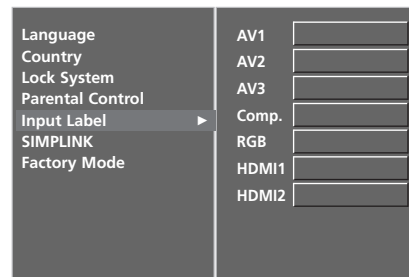 Language
Country
Lock System
Parental Control
Input Label ►
SIMPLINK
Factory Mode
AV1
AV2
AV3
Comp.
RGB
HDMI1
HDMI2